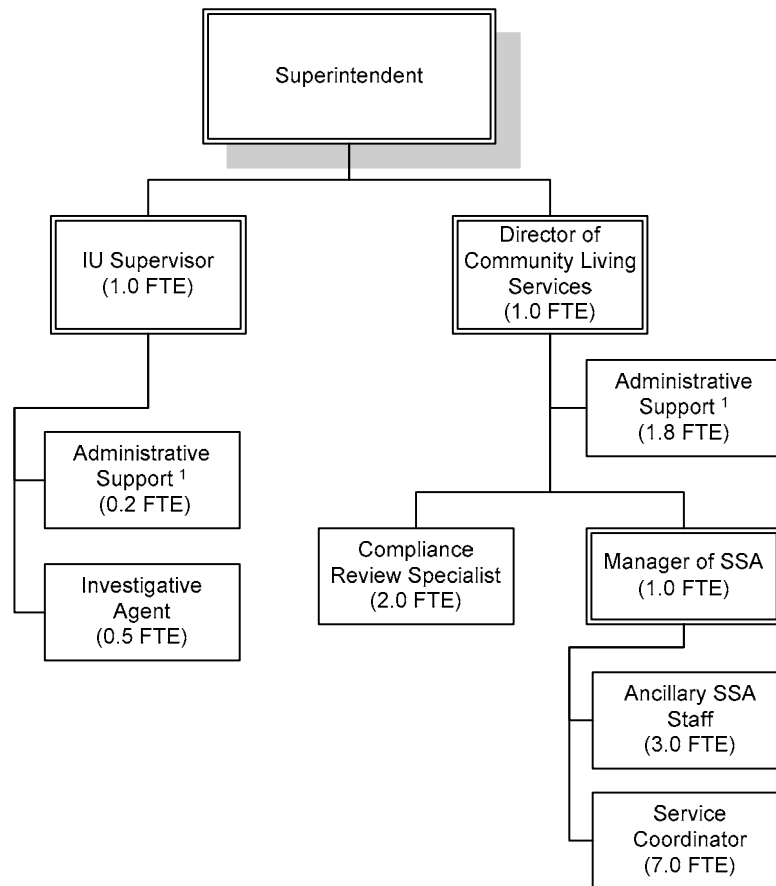 Superintendent
IU Supervisor
(1.0 FTE)
Director of
Community Living
Services
(1.0 FTE)
Administrative
Support ¹
(1.8 FTE)
Administrative
Support ¹
(0.2 FTE)
Investigative
Agent
(0.5 FTE)
Compliance
Review Specialist
(2.0 FTE)
Manager of SSA
(1.0 FTE)
Ancillary SSA
Staff
(3.0 FTE)
Service
Coordinator
(7.0 FTE)